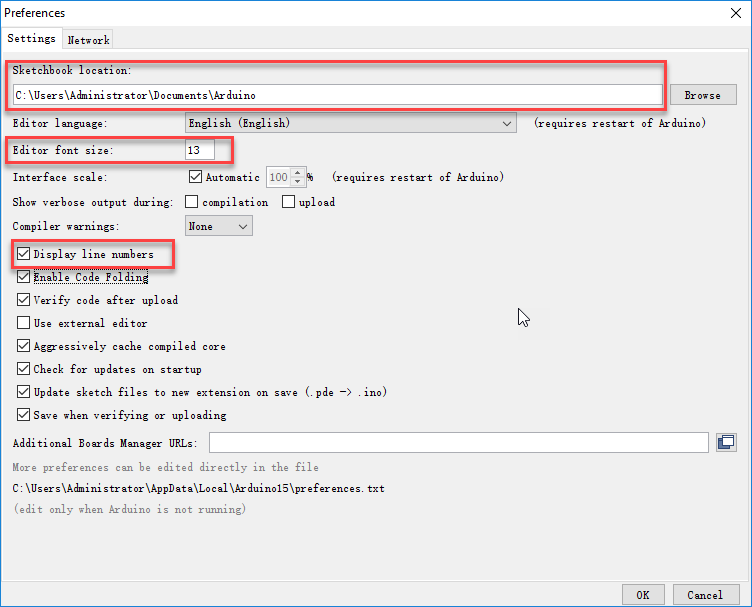 Preferences
Settings Network
Sketchbook location:
C:\Users\Administrator\Documents\Arduino Browse
Editor language: English (English) (requires restart of Arduino)
Editor font size: 13
Interface scale: Automatic 100 % (requires restart of Arduino)
Show verbose output during: compilation upload
Compiler warnings: None
Display line numbers
Enable Code Folding
Verify code after upload
Use external editor
Aggressively cache compiled core
Check for updates on startup
Update sketch files to new extension on save (.pde -> .ino)
Save when verifying or uploading
Additional Boards Manager URLs:
More preferences can be edited directly in the file
C:\Users\Administrator\AppData\Local\Arduino15\preferences.txt
(edit only when Arduino is not running)
OK Cancel